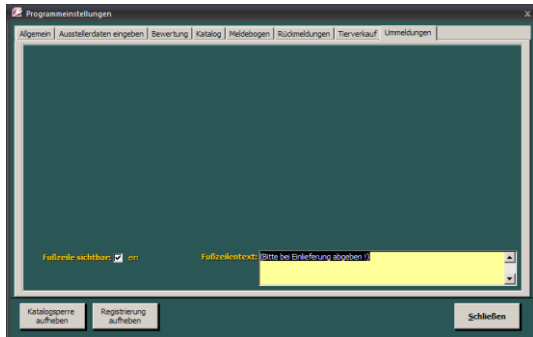 Programmeinstellungen x
Allgemein Ausstellerdaten eingeben Bewertung Katalog Meldebogen Rückmeldungen Tierverkauf Ummeldungen
Fußzeile sichtbar: en Fußzeilentext: (Bitte bei Einlieferung abgeben !)
Katalogsperre Registrierung
aufheben aufheben Schließen